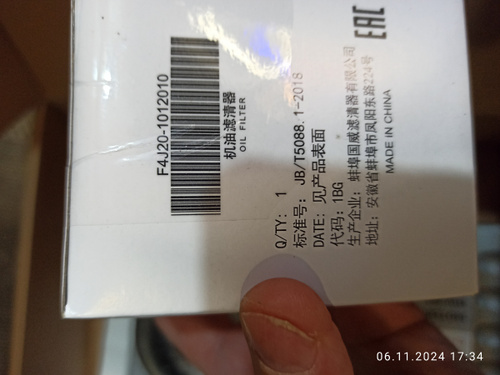 EAC
F4J20-1012010
机油滤清器
OIL FILTER
Q/TY: 1
标准号: JB/T5088.1-2018
DATE: 见产品表面
代码: 1BG
生产企业: 蚌埠国威滤清器有限公司
地址: 安徽省蚌埠市凤阳东路224号
MADE IN CHINA
06.11.2024 17:34